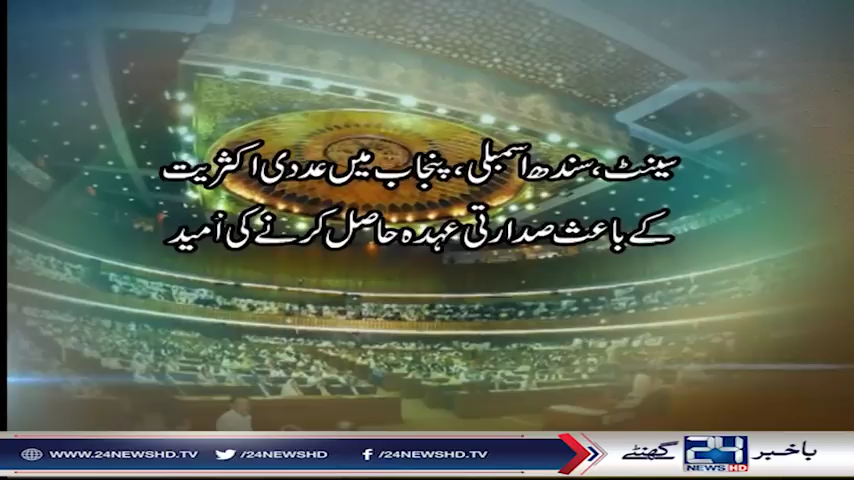 سینٹ، سندھ اسمبلی، پنجاب میں عددی اکثریت
کے باعث صدارتی عہدہ حاصل کرنے کی اُمید
WWW.24NEWSHD.TV /24NEWSHD /24NEWSHD.TV
باخبر 24 NEWS HD گھنٹے